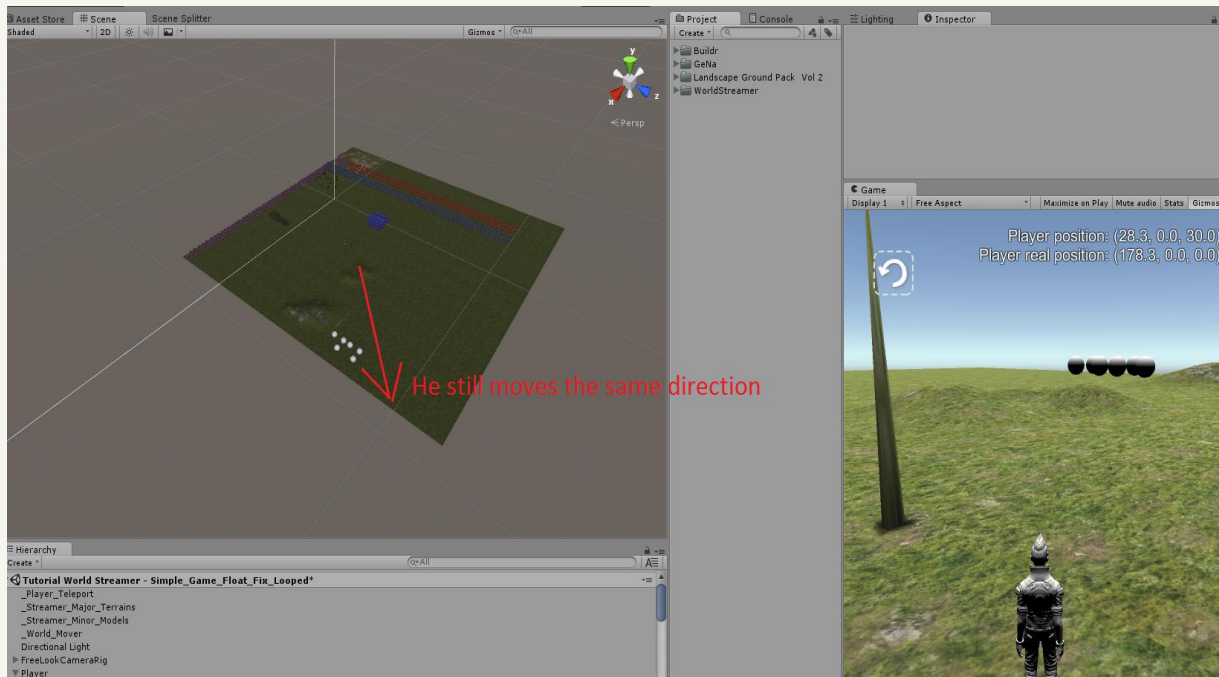 Asset Store
Scene
Scene Splitter
Shaded
2D
Gizmos
All
y
x
z
Persp
He still moves the same direction
Hierarchy
Create
All
Tutorial World Streamer - Simple_Game_Float_Fix_Looped*
_Player_Teleport
_Streamer_Major_Terrains
_Streamer_Minor_Models
_World_Mover
Directional Light
FreeLookCameraRig
Player
Project
Console
Create
Buildr
GeNa
Landscape Ground Pack Vol 2
WorldStreamer
Lighting
Inspector
Game
Display 1
Free Aspect
Maximize on Play
Mute audio
Stats
Gizmos
Player position: (28.3, 0.0, 30.0)
Player real position: (178.3, 0.0, 0.0)